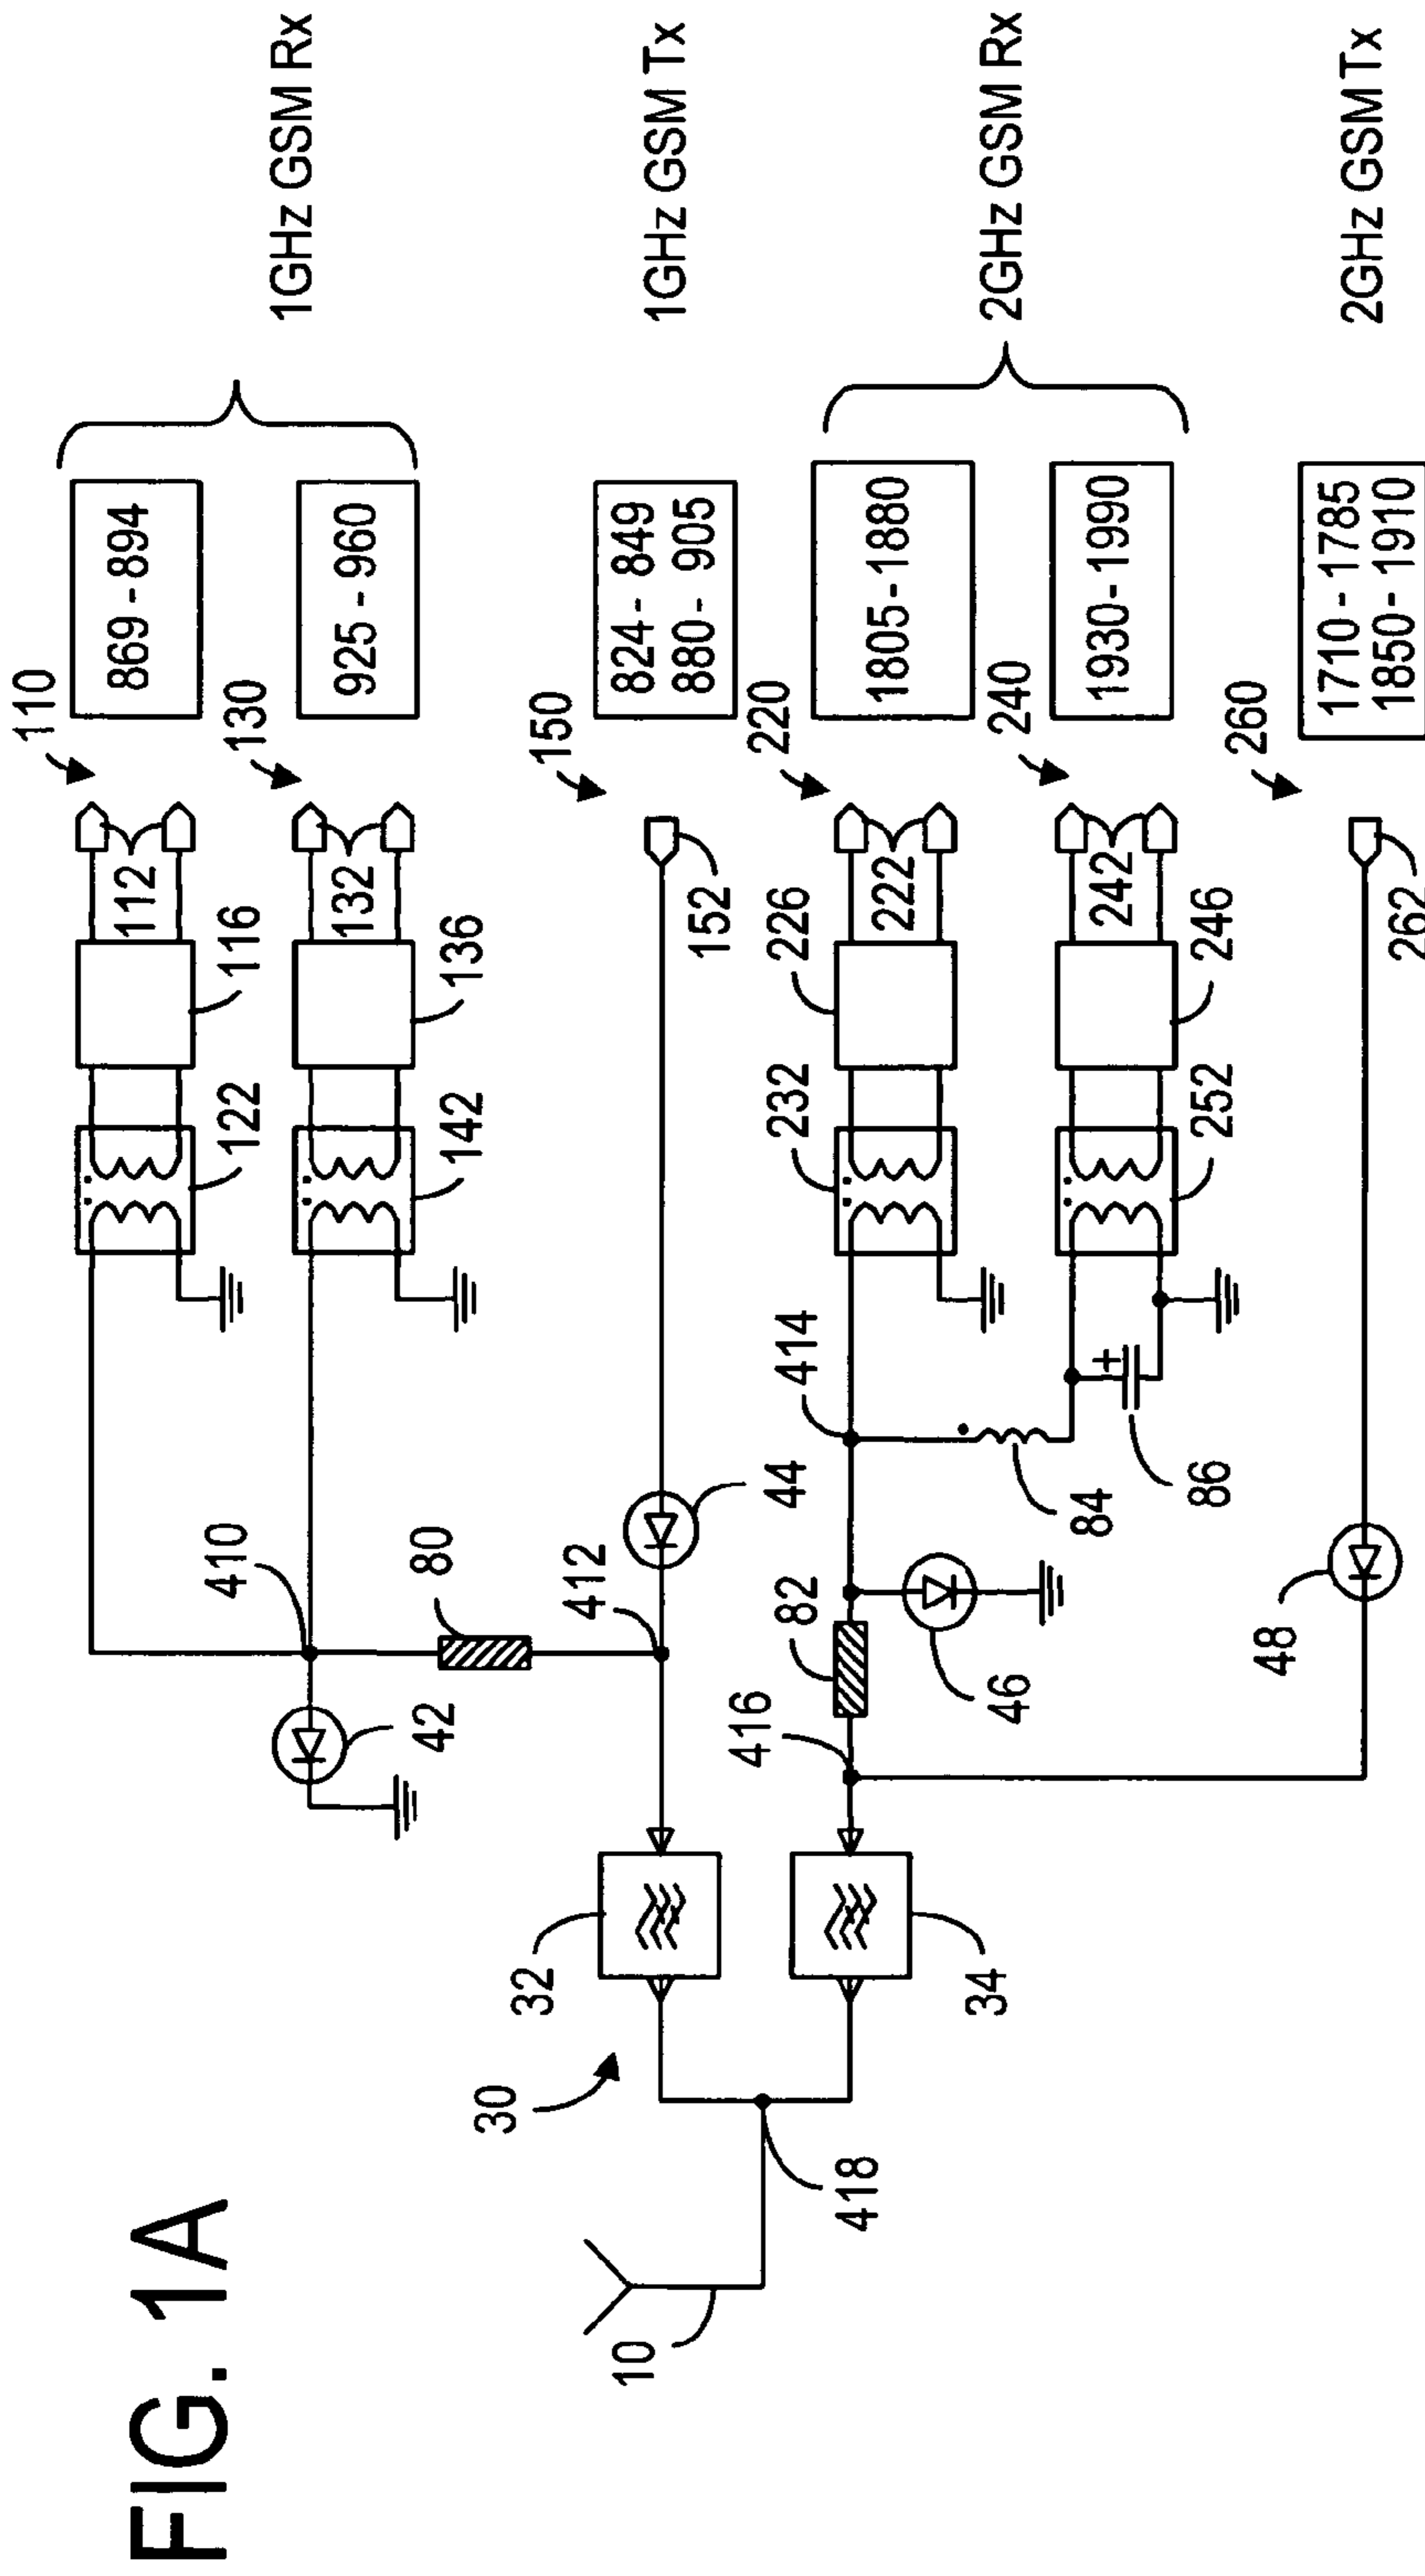 FIG. 1A
110
869 - 894
112
116
122
130
925 - 960
1GHz GSM Rx
132
136
142
410
42
80
150
824 - 849
880 - 905
1GHz GSM Tx
152
44
412
32
30
10
418
220
1805 - 1880
222
226
232
414
82
416
46
34
240
1930 - 1990
2GHz GSM Rx
242
246
252
84
86
260
1710 - 1785
1850 - 1910
2GHz GSM Tx
262
48